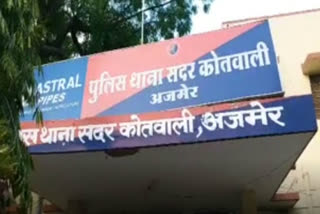 ASTRAL
PIPES
पुलिस थाना सदर कोतवाली
अजमेर
स थाना सदर कोतवाली, अजमेर